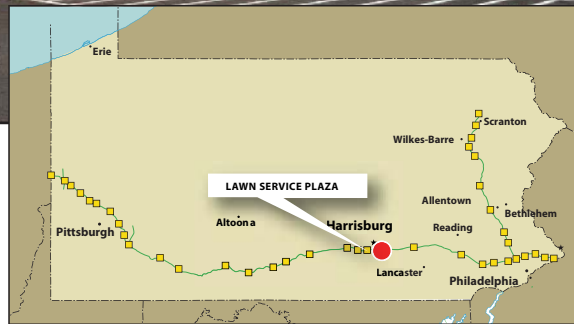 Erie
Scranton
Wilkes-Barre
LAWN SERVICE PLAZA
Allentown
Bethlehem
Altoona
Harrisburg
Reading
Pittsburgh
Lancaster
Philadelphia